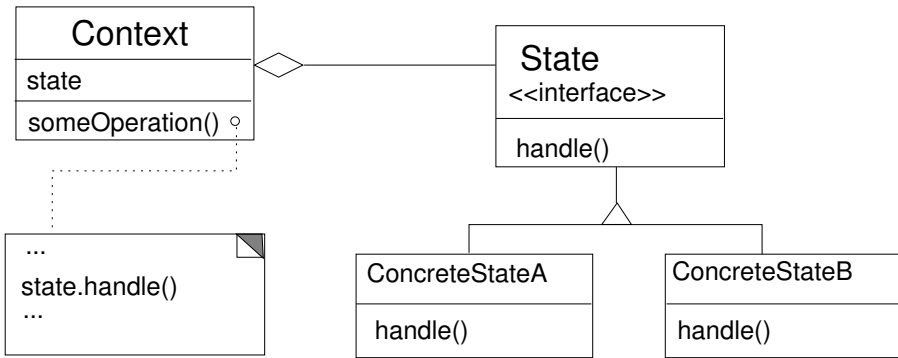 Context
state
someOperation()
State
<<interface>>
handle()
...
state.handle()
...
ConcreteStateA
handle()
ConcreteStateB
handle()